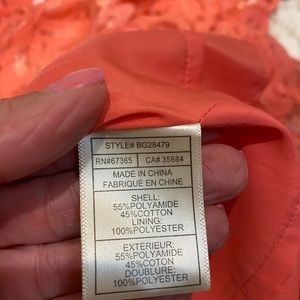 STYLE# BG28479
RN#67365 CA# 35884
MADE IN CHINA
FABRIQUÉ EN CHINE
SHELL:
55%POLYAMIDE
45%COTTON
LINING:
100%POLYESTER
EXTÉRIEUR:
55%POLYAMIDE
45%COTON
DOUBLURE:
100%POLYESTER